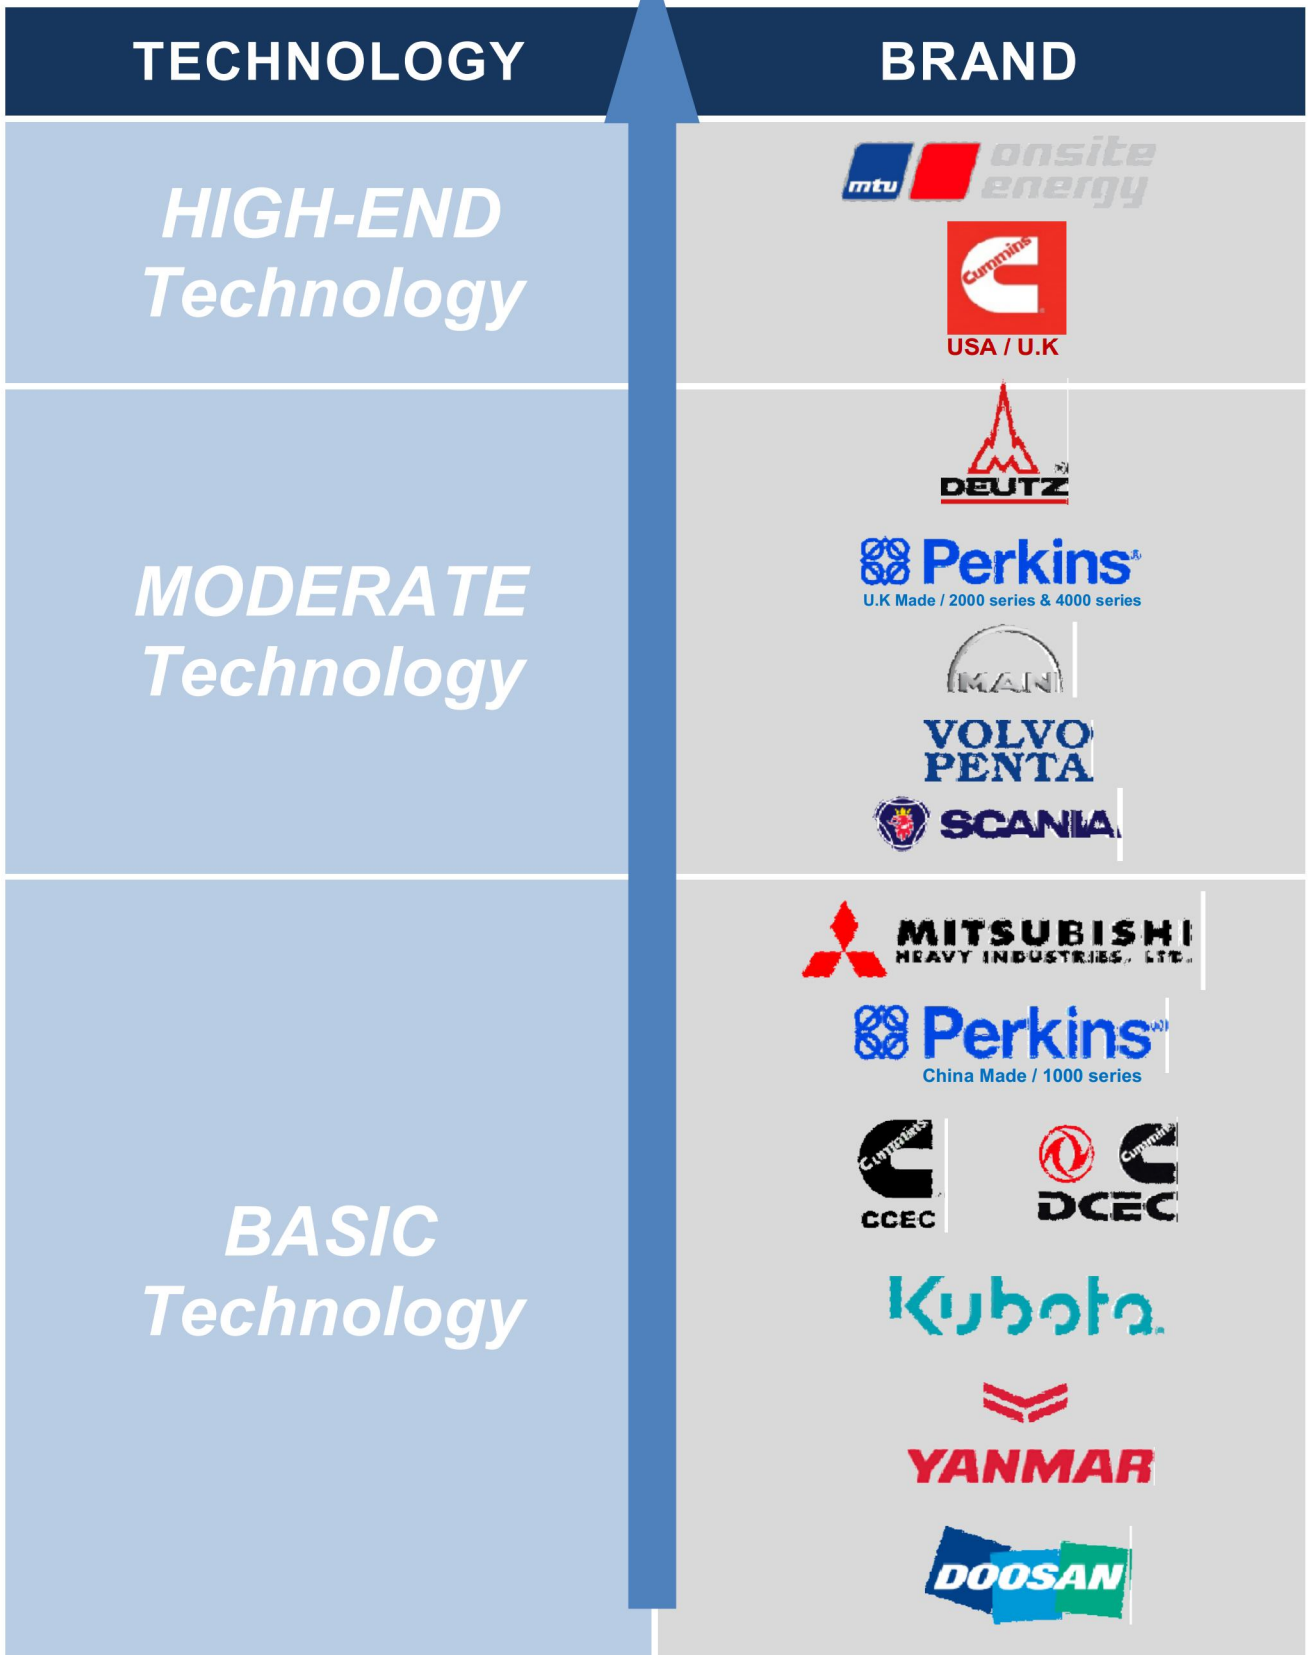 TECHNOLOGY
BRAND
HIGH-END
Technology
mtu
onsite
energy
Cummins
USA / U.K
MODERATE
Technology
DEUTZ
Perkins
U.K Made / 2000 series & 4000 series
MAN
VOLVO
PENTA
SCANIA
BASIC
Technology
MITSUBISHI
HEAVY INDUSTRIES, LTD.
Perkins
China Made / 1000 series
Cummins
CCEC
Cummins
DCEC
Kubota
YANMAR
DOOSAN